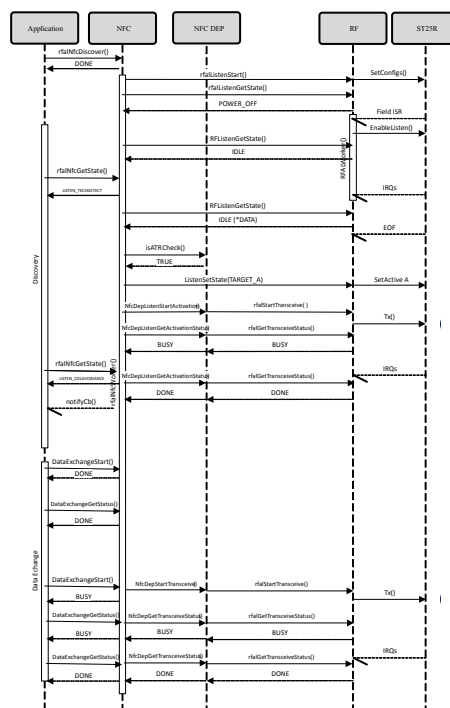 Application NFC NFC DEP RF ST25R
rfalNfcDiscover()
DONE
rfalListenStart() SetConfigs()
rfalListenGetState()
POWER_OFF
Field ISR
EnableListen()
RFListenGetState()
IDLE
RFALWorker()
rfalNfcGetState()
LISTEN_TECHDETECT
IRQs
RFListenGetState()
IDLE (*DATA)
EOF
isATRCheck()
TRUE
Discovery
ListenSetState(TARGET_A) SetActive A
NfcDepListenStartActivation() rfalStartTransceive( )
Tx()
NfcDepListenGetActivationStatus() rfalGetTransceiveStatus()
BUSY BUSY
rfalNfcGetState()
LISTEN_COLAVOIDANCE
rfalNfcWorker()
IRQs
NfcDepListenGetActivationStatus() rfalGetTransceiveStatus()
DONE DONE
notifyCb()
DataExchangeStart()
DONE
DataExchangeGetStatus()
DONE
Data Echange
DataExchangeStart() NfcDepStartTransceive() rfalStartTransceive()
BUSY Tx()
DataExchangeGetStatus() NfcDepGetTransceiveStatus() rfalGetTransceiveStatus()
BUSY BUSY BUSY
DataExchangeGetStatus() NfcDepGetTransceiveStatus() rfalGetTransceiveStatus() IRQs
DONE DONE DONE